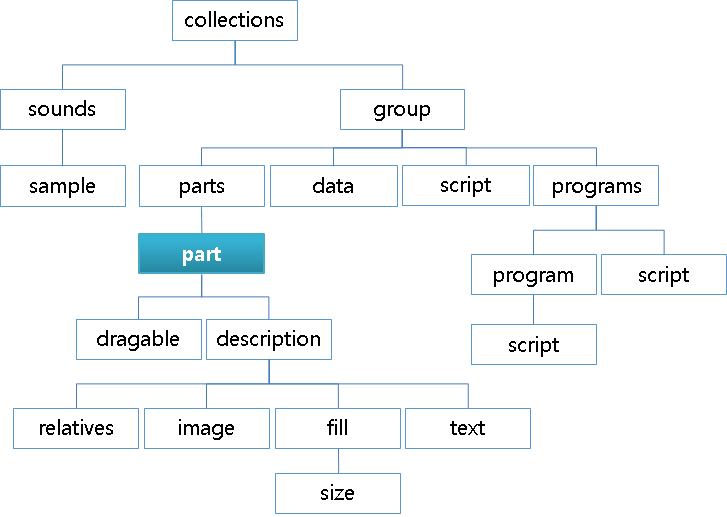 collections
sounds
group
sample
parts
data
script
programs
part
program
script
dragable
description
script
relatives
image
fill
text
size